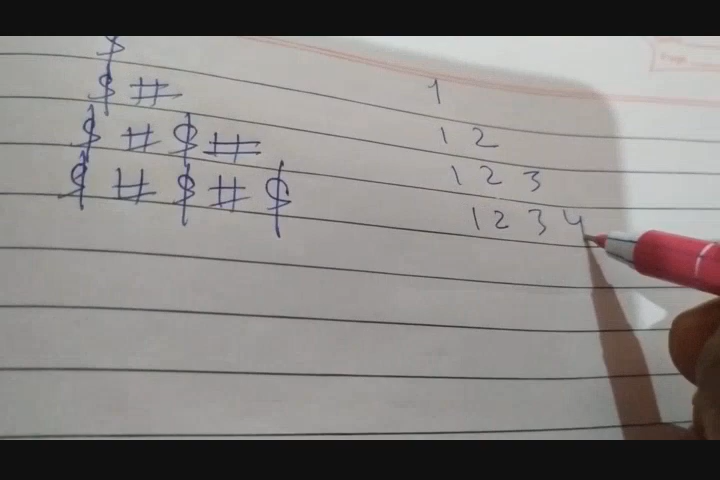 $
$ #
$ # $ #
$ # $ # $
1
1 2
1 2 3
1 2 3 4